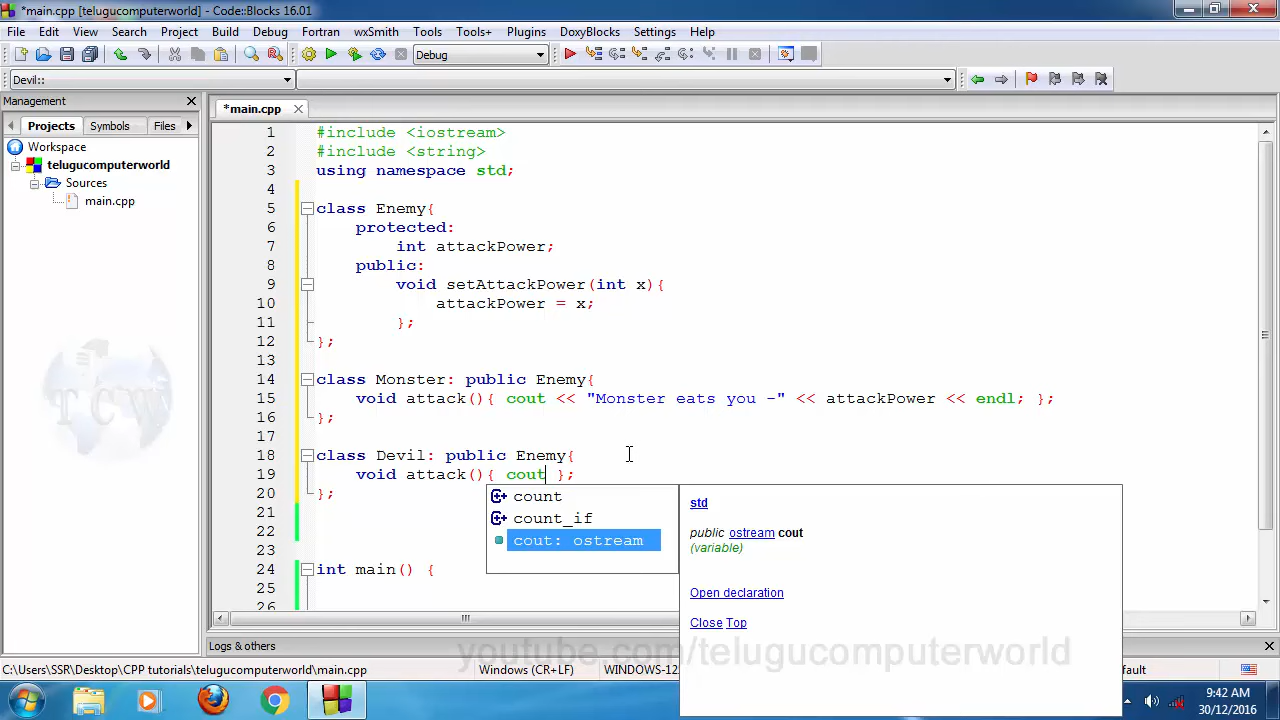 *main.cpp [telugucomputerworld] - Code::Blocks 16.01
File Edit View Search Project Build Debug Fortran wxSmith Tools Tools+ Plugins DoxyBlocks Settings Help
Debug
Devil::
Management
Projects Symbols Files
Workspace
telugucomputerworld
Sources
main.cpp
*main.cpp
1 #include <iostream>
2 #include <string>
3 using namespace std;
4
5 class Enemy{
6 protected:
7 int attackPower;
8 public:
9 void setAttackPower(int x){
10 attackPower = x;
11 };
12 };
13
14 class Monster: public Enemy{
15 void attack(){ cout << "Monster eats you -" << attackPower << endl; };
16 };
17
18 class Devil: public Enemy{
19 void attack(){ cout };
20 };
21
22
23
24 int main() {
25
26
count
count_if
cout: ostream
std
public ostream cout
(variable)
Open declaration
Close Top
TCW
Logs & others
youtube.com/telugucomputerworld
C:\Users\SSR\Desktop\CPP tutorials\telugucomputerworld\main.cpp Windows (CR+LF) WINDOWS-12 fault
9:42 AM
30/12/2016